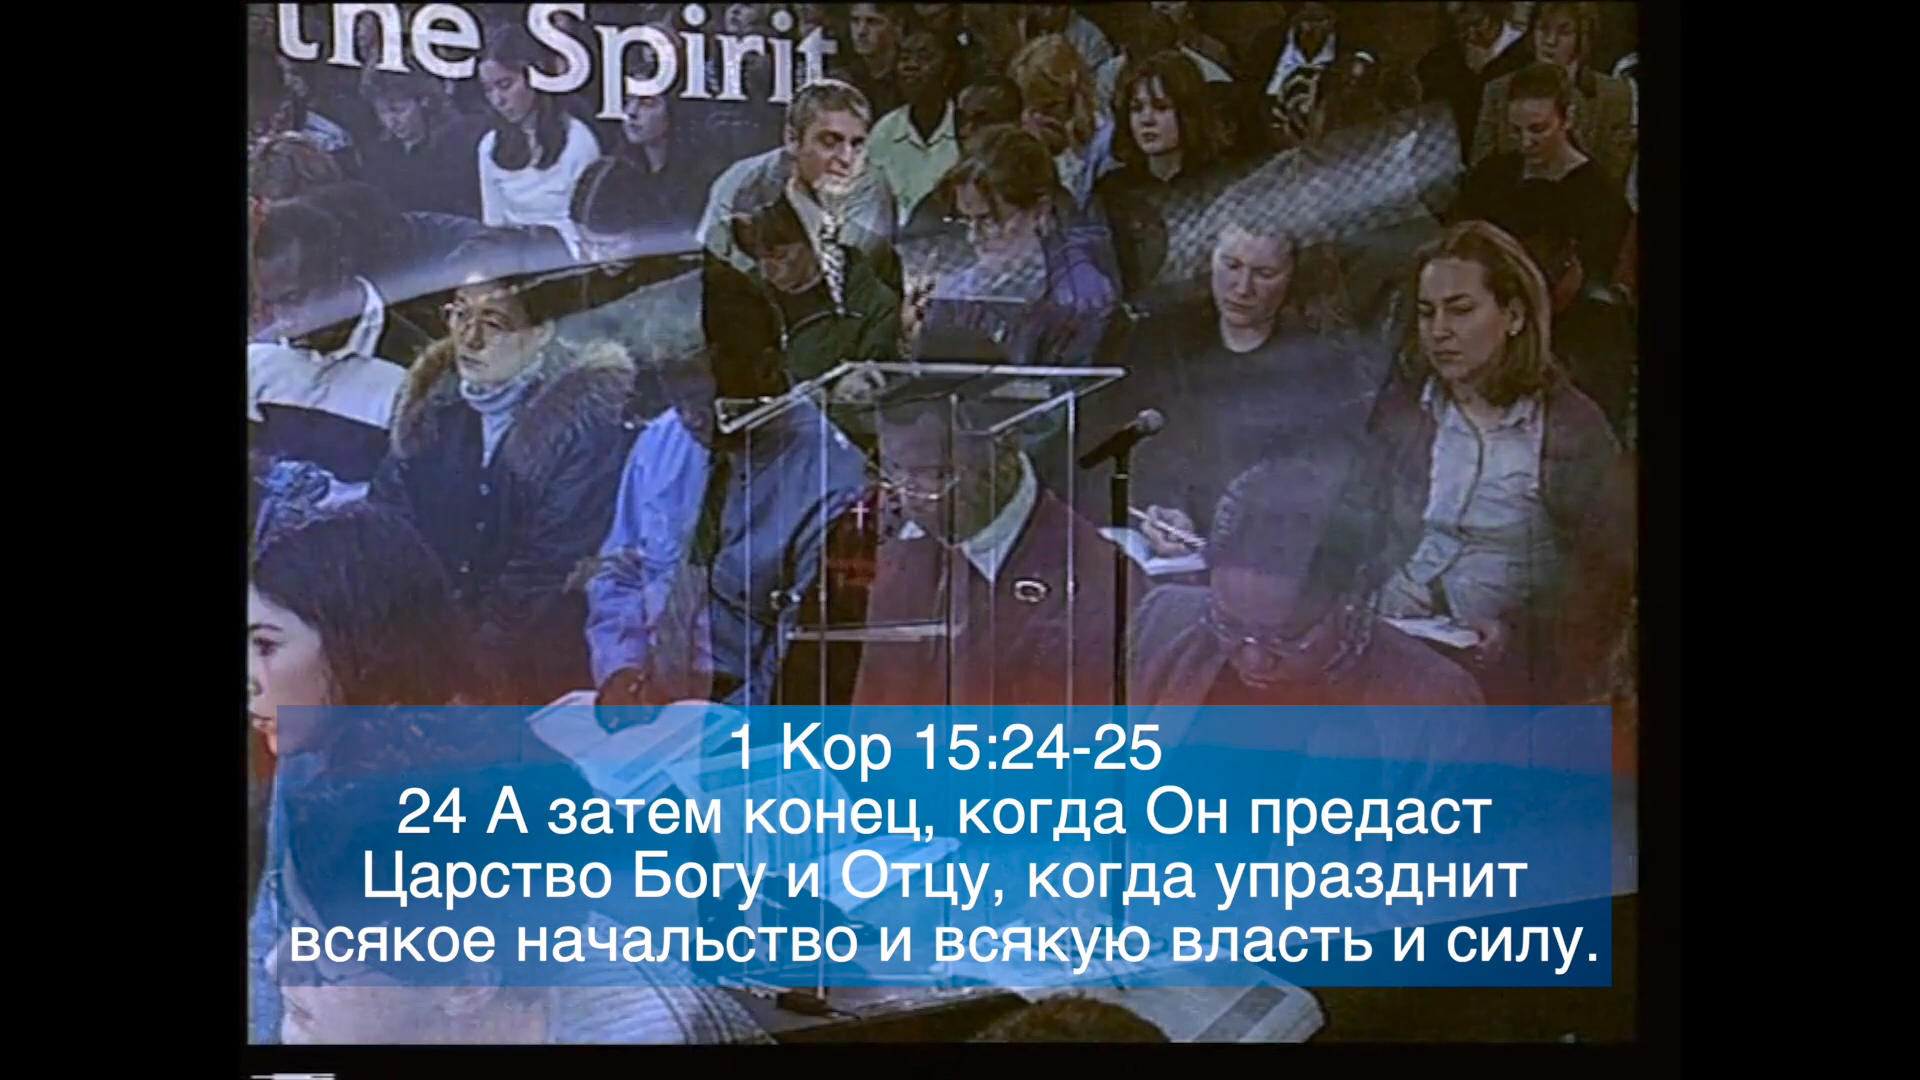 the Spirit
1 Кор 15:24-25
24 А затем конец, когда Он предаст
Царство Богу и Отцу, когда упразднит
всякое начальство и всякую власть и силу.